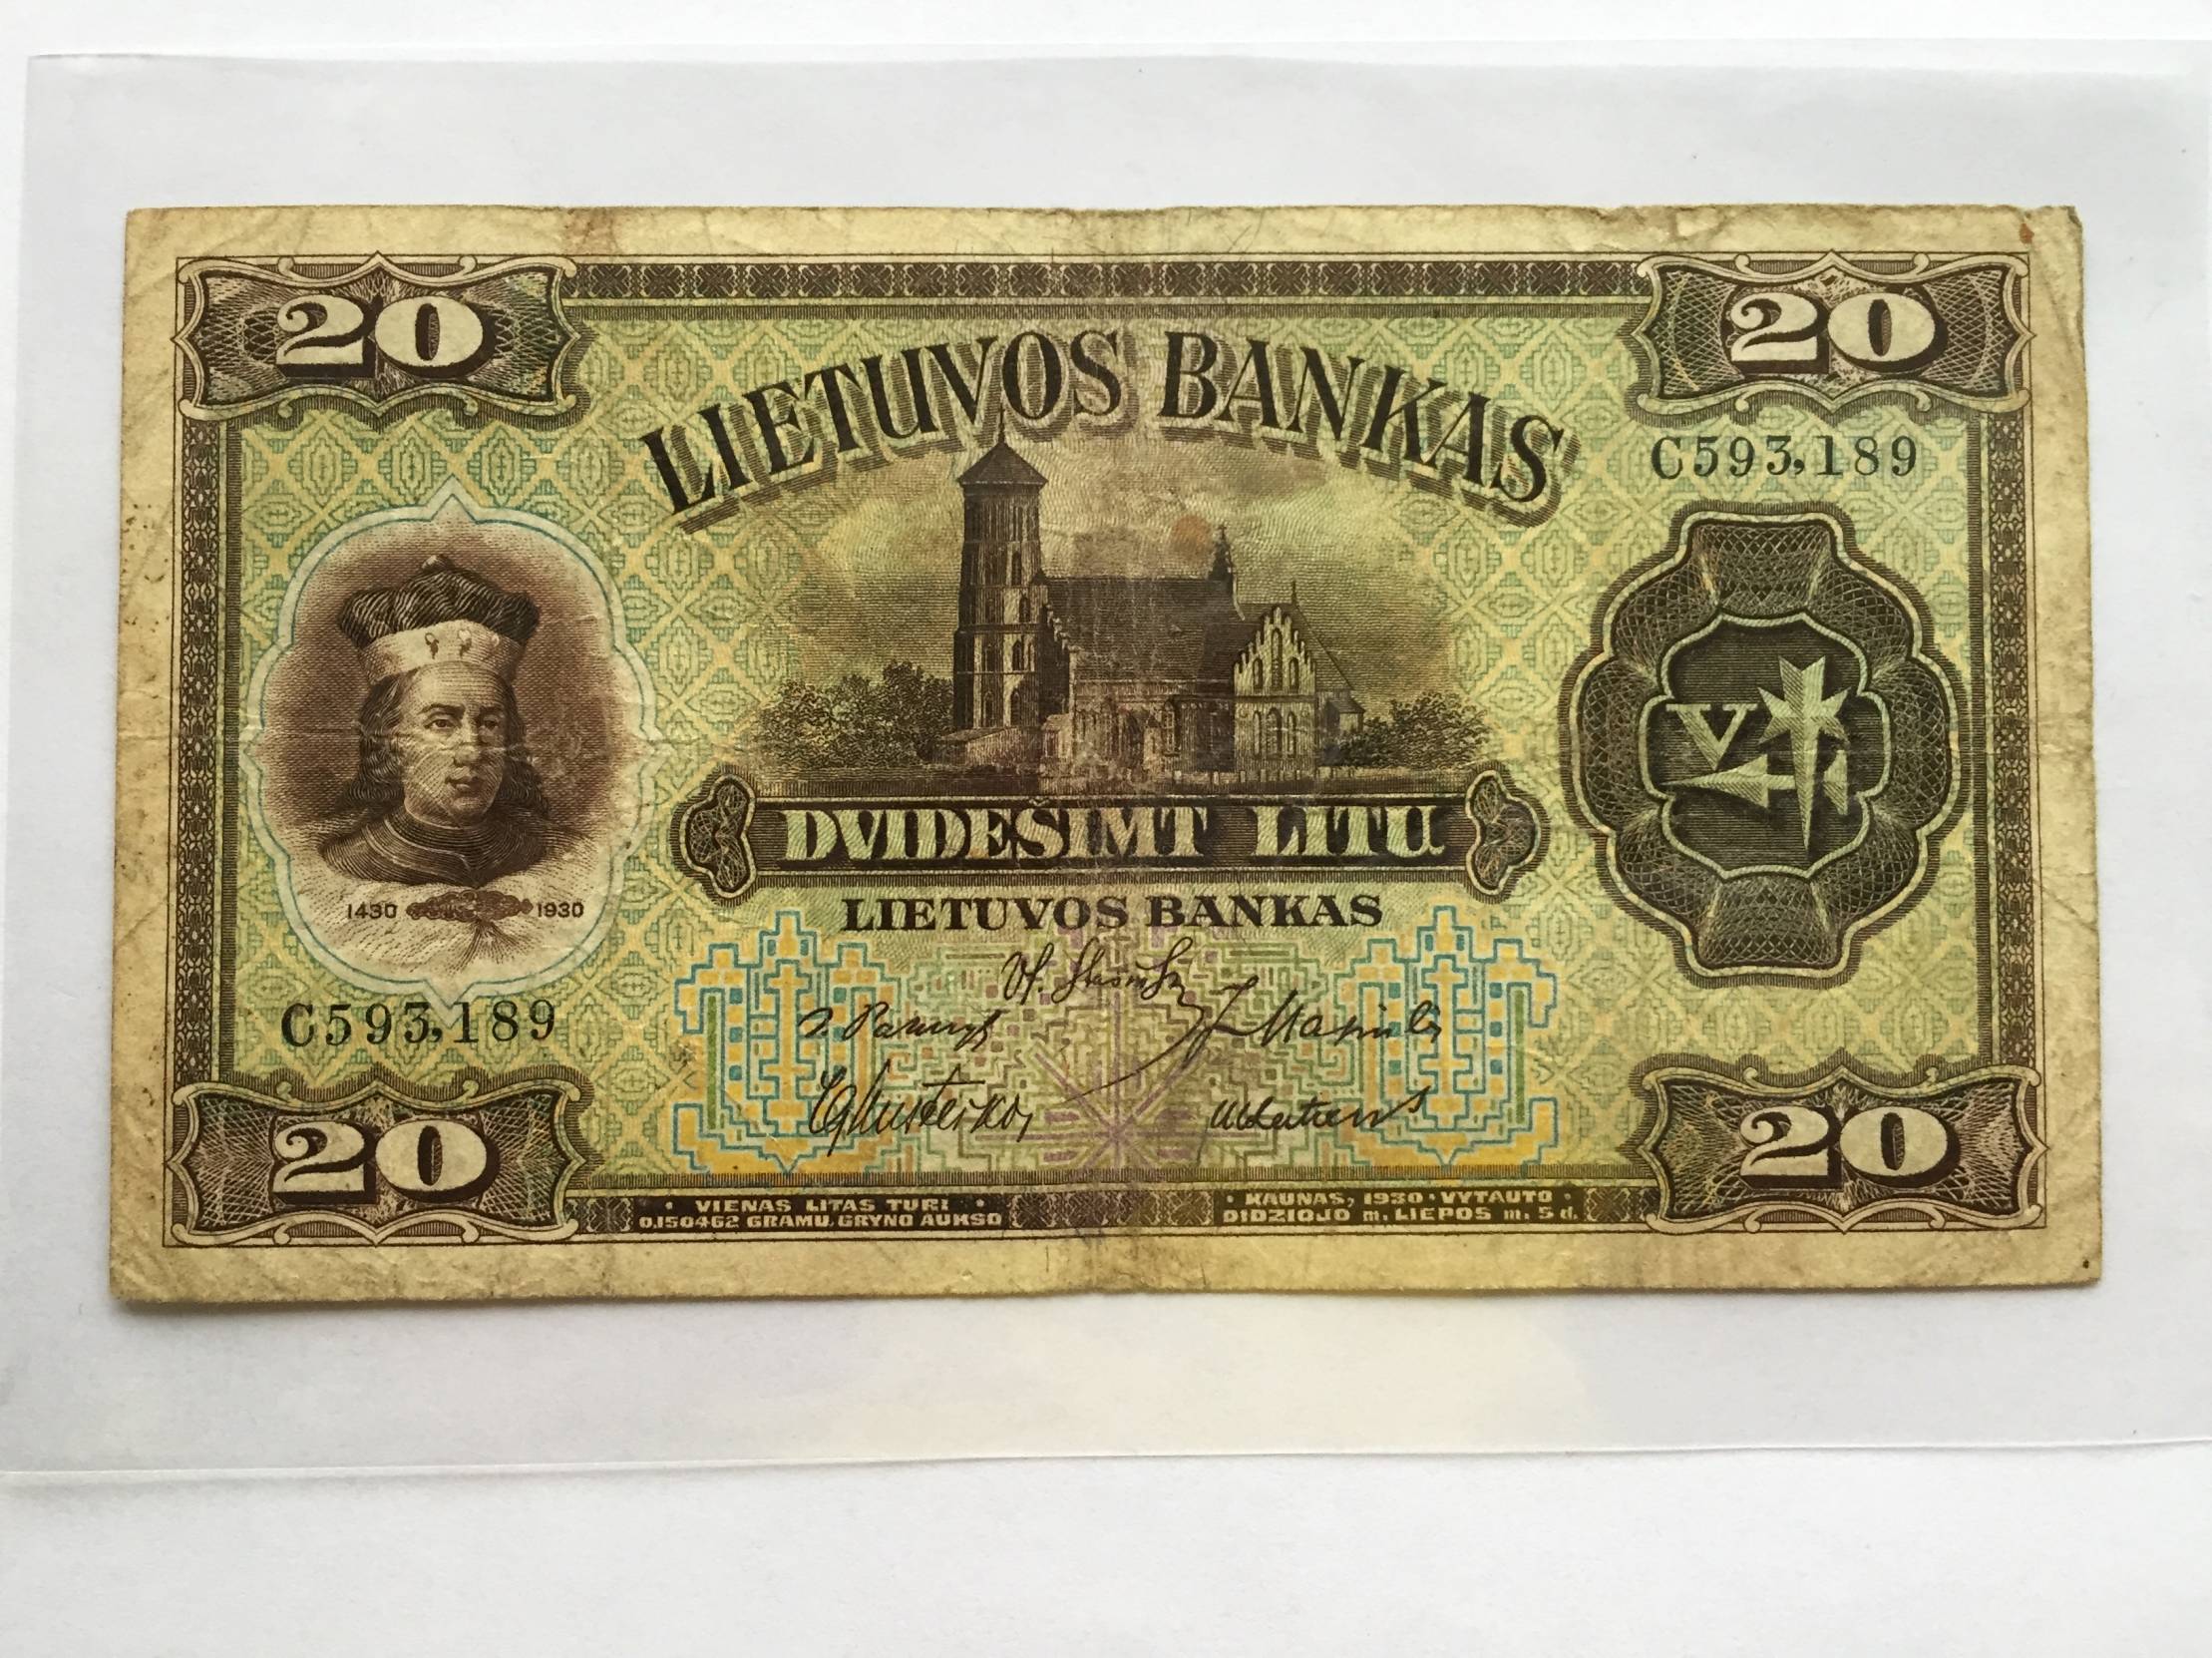 20
20
LIETUVOS BANKAS
C593,189
V
DVIDEŠIMT LITU
1430 1930
LIETUVOS BANKAS
C593,189
20
20
• VIENAS LITAS TURI •
0.150462 GRAMU GRYNO AUKSO
• KAUNAS, 1930 • VYTAUTO •
DIDZIOJO m. LIEPOS m. 5 d.